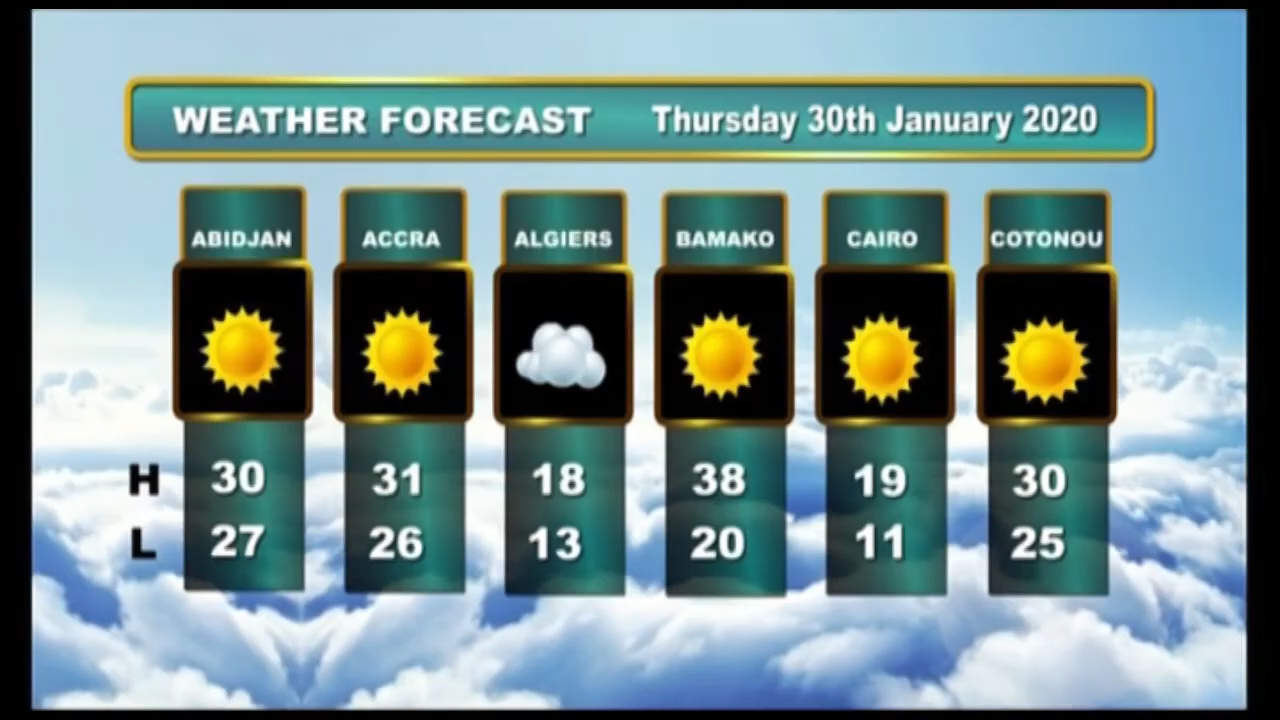 WEATHER FORECAST Thursday 30th January 2020
ABIDJAN ACCRA ALGIERS BAMAKO CAIRO COTONOU
H 30 31 18 38 19 30
L 27 26 13 20 11 25